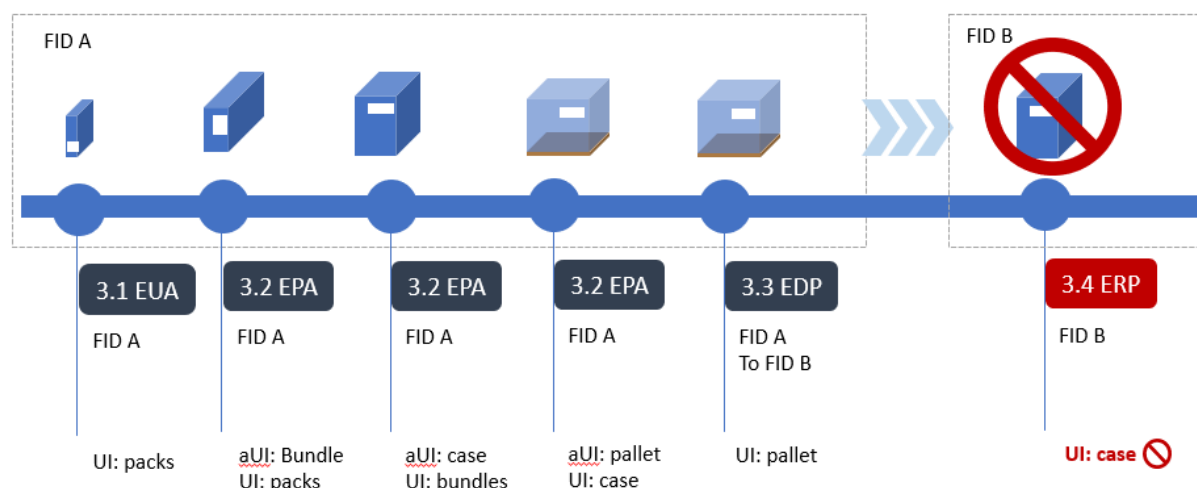 FID A
FID B
3.1 EUA
3.2 EPA
3.2 EPA
3.2 EPA
3.3 EDP
3.4 ERP
FID A
FID A
FID A
FID A
FID A
To FID B
FID B
UI: packs
aUI: Bundle
UI: packs
aUI: case
UI: bundles
aUI: pallet
UI: case
UI: pallet
UI: case